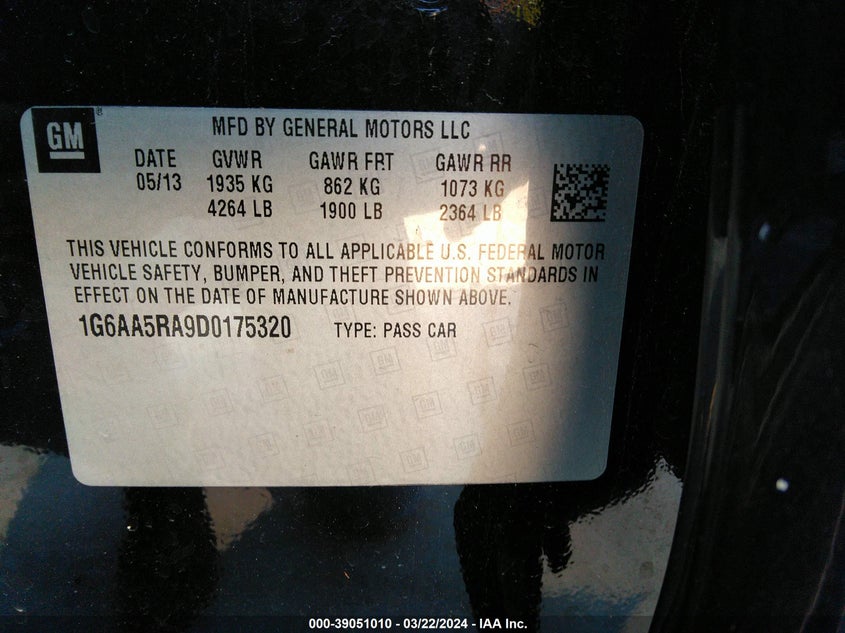 GM
MFD BY GENERAL MOTORS LLC
DATE GVWR GAWR FRT GAWR RR
05/13 1935 KG 862 KG 1073 KG
4264 LB 1900 LB 2364 LB
THIS VEHICLE CONFORMS TO ALL APPLICABLE U.S. FEDERAL MOTOR
VEHICLE SAFETY, BUMPER, AND THEFT PREVENTION STANDARDS IN
EFFECT ON THE DATE OF MANUFACTURE SHOWN ABOVE.
1G6AA5RA9D0175320 TYPE: PASS CAR
000-39051010 - 03/22/2024 - IAA Inc.